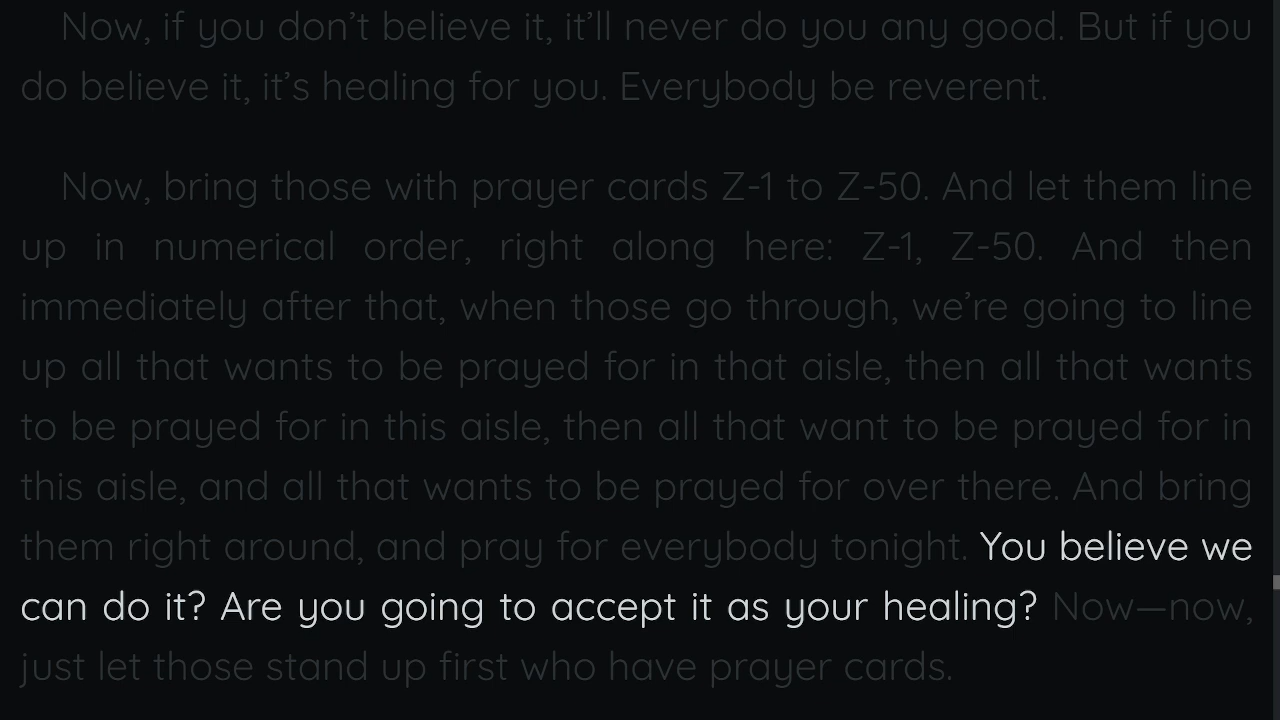 Now, if you don’t believe it, it’ll never do you any good. But if you
do believe it, it’s healing for you. Everybody be reverent.
Now, bring those with prayer cards Z-1 to Z-50. And let them line
up in numerical order, right along here: Z-1, Z-50. And then
immediately after that, when those go through, we’re going to line
up all that wants to be prayed for in that aisle, then all that wants
to be prayed for in this aisle, then all that want to be prayed for in
this aisle, and all that wants to be prayed for over there. And bring
them right around, and pray for everybody tonight. You believe we
can do it? Are you going to accept it as your healing? Now—now,
just let those stand up first who have prayer cards.